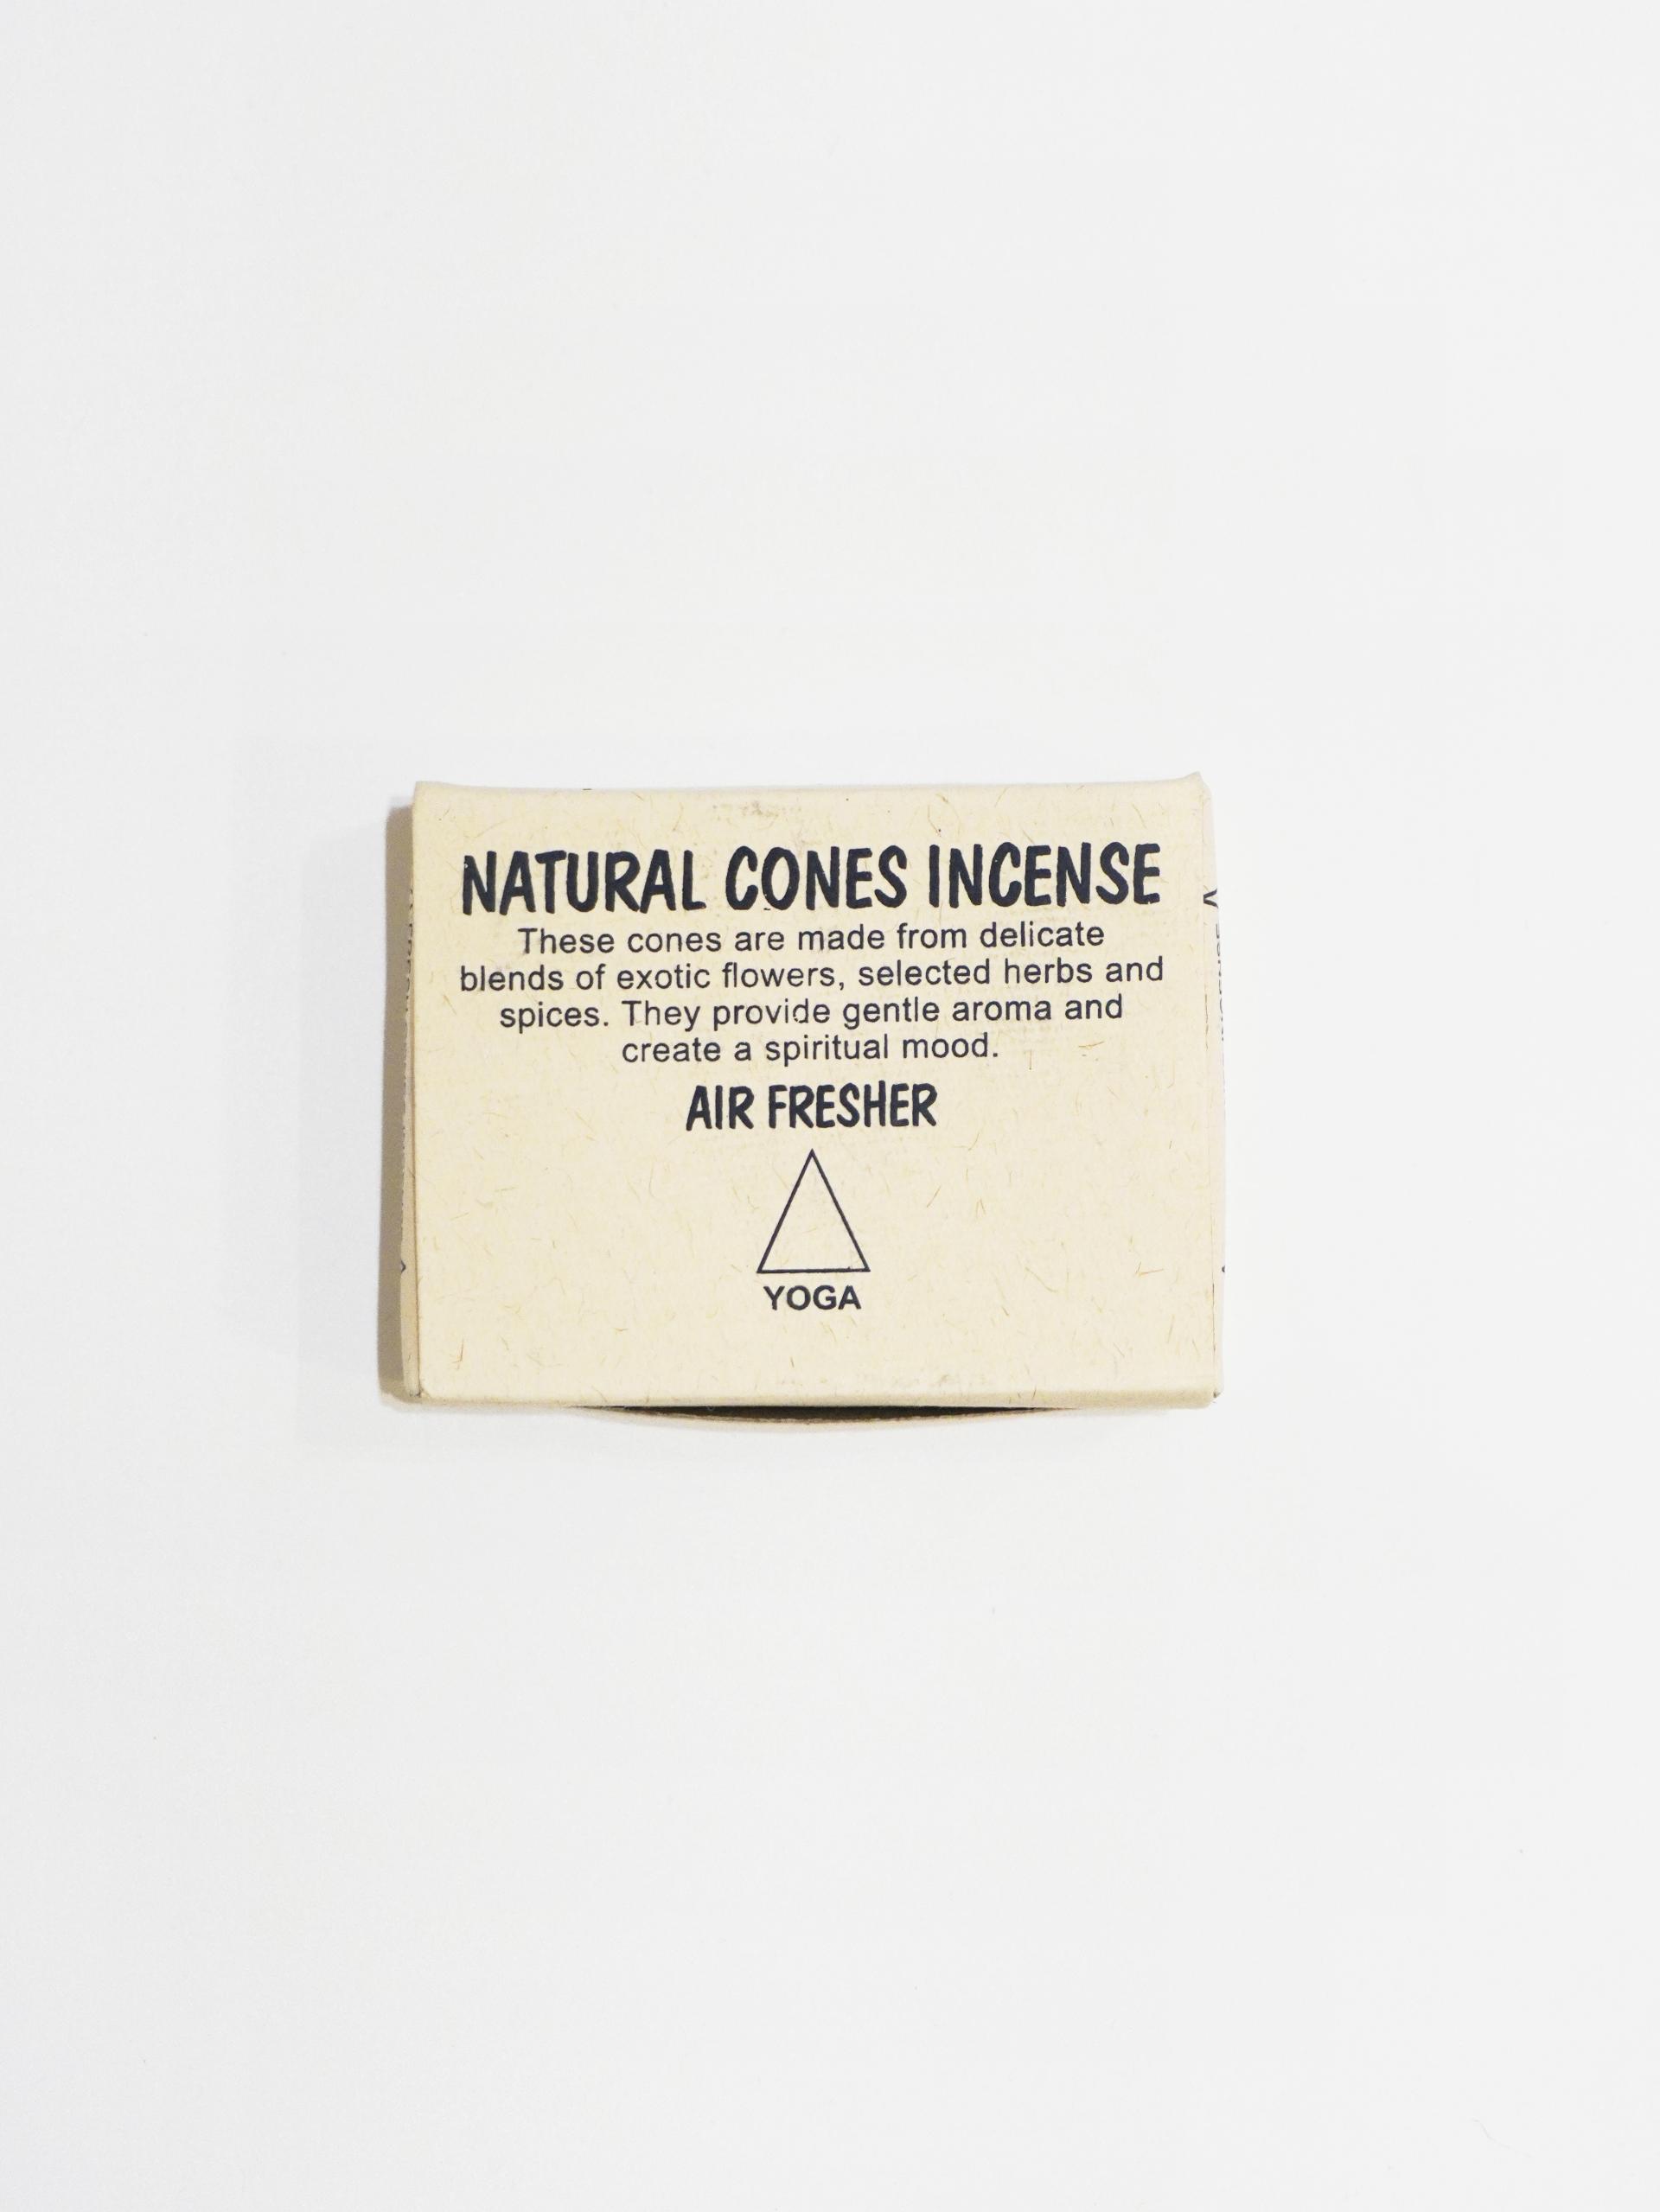 NATURAL CONES INCENSE
These cones are made from delicate
blends of exotic flowers, selected herbs and
spices. They provide gentle aroma and
create a spiritual mood.
AIR FRESHER
YOGA